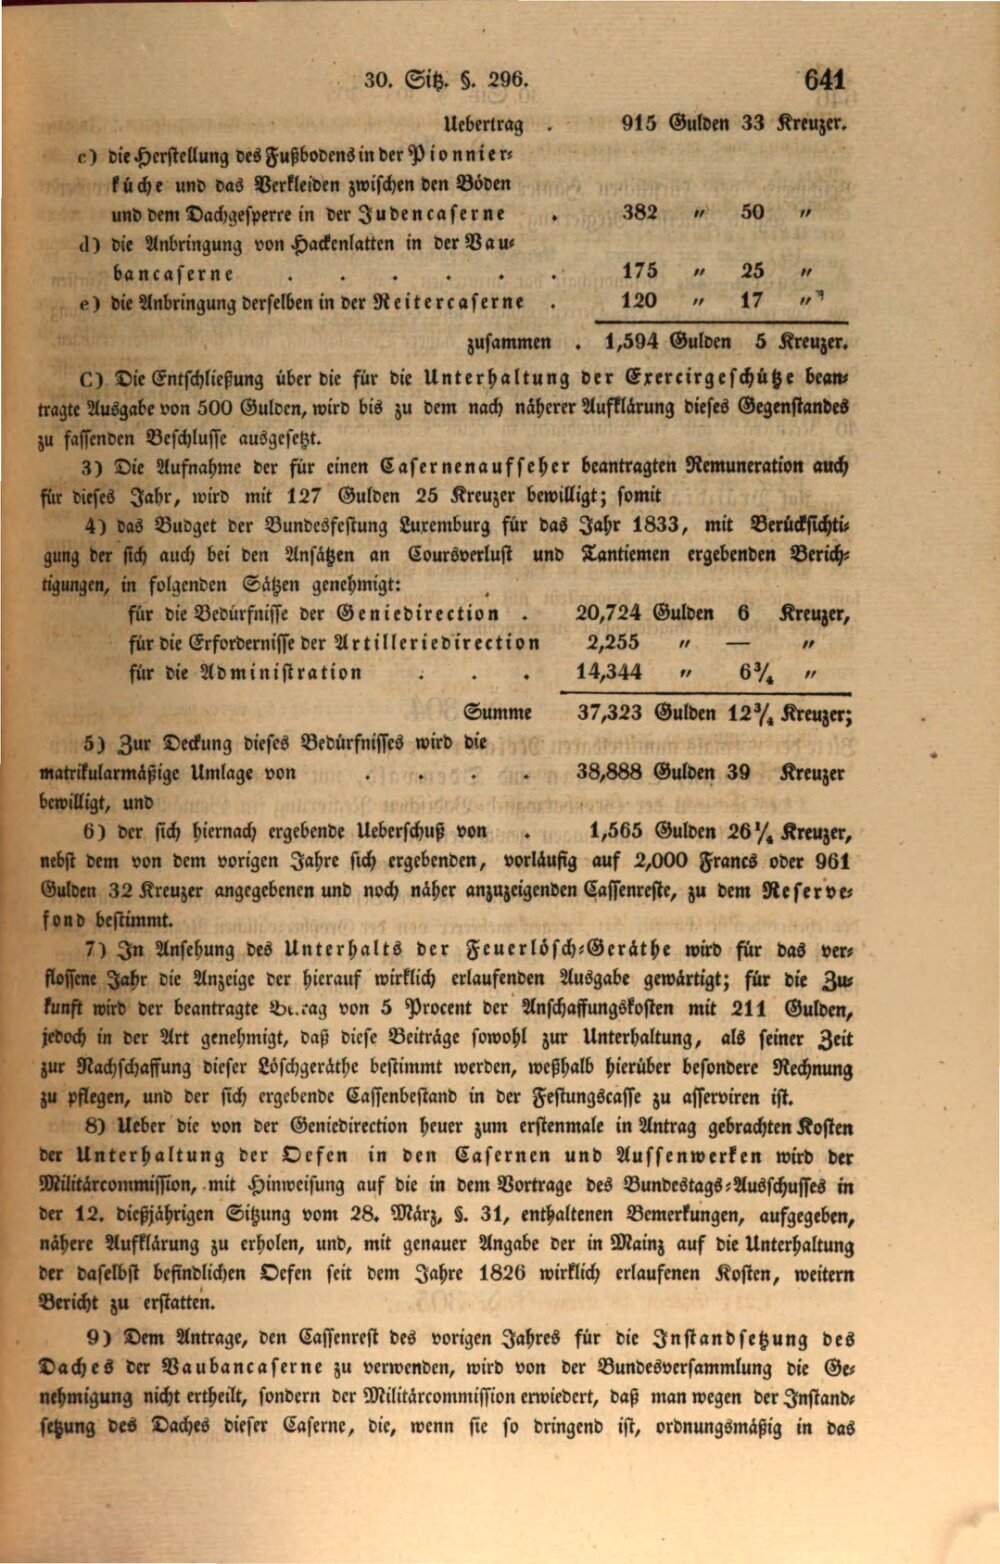 30. Sitz. §. 296. 641
Uebertrag . 915 Gulden 33 Kreuzer.
c) die Herstellung des Fußbodens in der Pionnier-
küche und das Verkleiden zwischen den Böden
und dem Dachgesperre in der Judencaserne . 382 „ 50 „
d) die Anbringung von Hackenlatten in der Vau-
bancaserne . . . . . . 175 „ 25 „
e) die Anbringung derselben in der Reitercaserne . 120 „ 17 „
zusammen . 1,594 Gulden 5 Kreuzer.
C) Die Entschließung über die für die Unterhaltung der Exercirgeschütze bean-
tragte Ausgabe von 500 Gulden, wird bis zu dem nach näherer Aufklärung dieses Gegenstandes
zu fassenden Beschlusse ausgesetzt.
3) Die Aufnahme der für einen Casernenaufseher beantragten Remuneration auch
für dieses Jahr, wird mit 127 Gulden 25 Kreuzer bewilligt; somit
4) das Budget der Bundesfestung Luxemburg für das Jahr 1833, mit Berücksichti-
gung der sich auch bei den Ansätzen an Coursverlust und Tantiemen ergebenden Berich-
tigungen, in folgenden Sätzen genehmigt:
für die Bedürfnisse der Geniedirection . 20,724 Gulden 6 Kreuzer,
für die Erfordernisse der Artilleriedirection 2,255 „ — „
für die Administration . . . 14,344 „ 6¾ „
Summe 37,323 Gulden 12¾ Kreuzer;
5) Zur Deckung dieses Bedürfnisses wird die
matrikularmäßige Umlage von . . . . 38,888 Gulden 39 Kreuzer
bewilligt, und
6) der sich hiernach ergebende Ueberschuß von . 1,565 Gulden 26¼ Kreuzer,
nebst dem von dem vorigen Jahre sich ergebenden, vorläufig auf 2,000 Francs oder 961
Gulden 32 Kreuzer angegebenen und noch näher anzuzeigenden Cassenreste, zu dem Reserve-
fond bestimmt.
7) In Ansehung des Unterhalts der Feuerlösch-Geräthe wird für das ver-
flossene Jahr die Anzeige der hierauf wirklich erlaufenden Ausgabe gewärtigt; für die Zu-
kunft wird der beantragte Betrag von 5 Procent der Anschaffungskosten mit 211 Gulden,
jedoch in der Art genehmigt, daß diese Beiträge sowohl zur Unterhaltung, als seiner Zeit
zur Nachschaffung dieser Löschgeräthe bestimmt werden, weßhalb hierüber besondere Rechnung
zu pflegen, und der sich ergebende Cassenbestand in der Festungscasse zu asserviren ist.
8) Ueber die von der Geniedirection heuer zum erstenmale in Antrag gebrachten Kosten
der Unterhaltung der Oefen in den Casernen und Aussenwerken wird der
Militärcommission, mit Hinweisung auf die in dem Vortrage des Bundestags-Ausschusses in
der 12. dießjährigen Sitzung vom 28. März, §. 31, enthaltenen Bemerkungen, aufgegeben,
nähere Aufklärung zu erholen, und, mit genauer Angabe der in Mainz auf die Unterhaltung
der daselbst befindlichen Oefen seit dem Jahre 1826 wirklich erlaufenen Kosten, weitern
Bericht zu erstatten.
9) Dem Antrage, den Cassenrest des vorigen Jahres für die Instandsetzung des
Daches der Vaubancaserne zu verwenden, wird von der Bundesversammlung die Ge-
nehmigung nicht ertheilt, sondern der Militärcommission erwiedert, daß man wegen der Instand-
setzung des Daches dieser Caserne, die, wenn sie so dringend ist, ordnungsmäßig in das